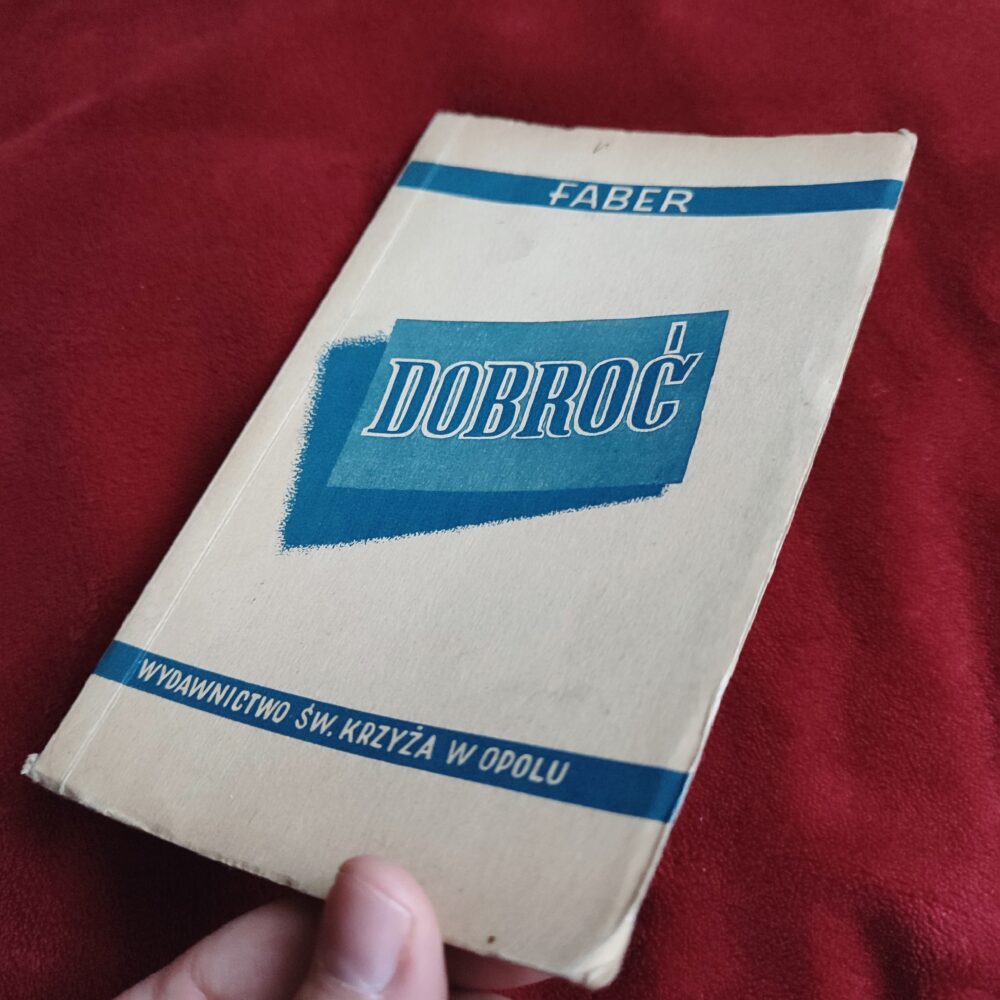 FABER
DOBROĆ
WYDAWNICTWO ŚW. KRZYŻA W OPOLU